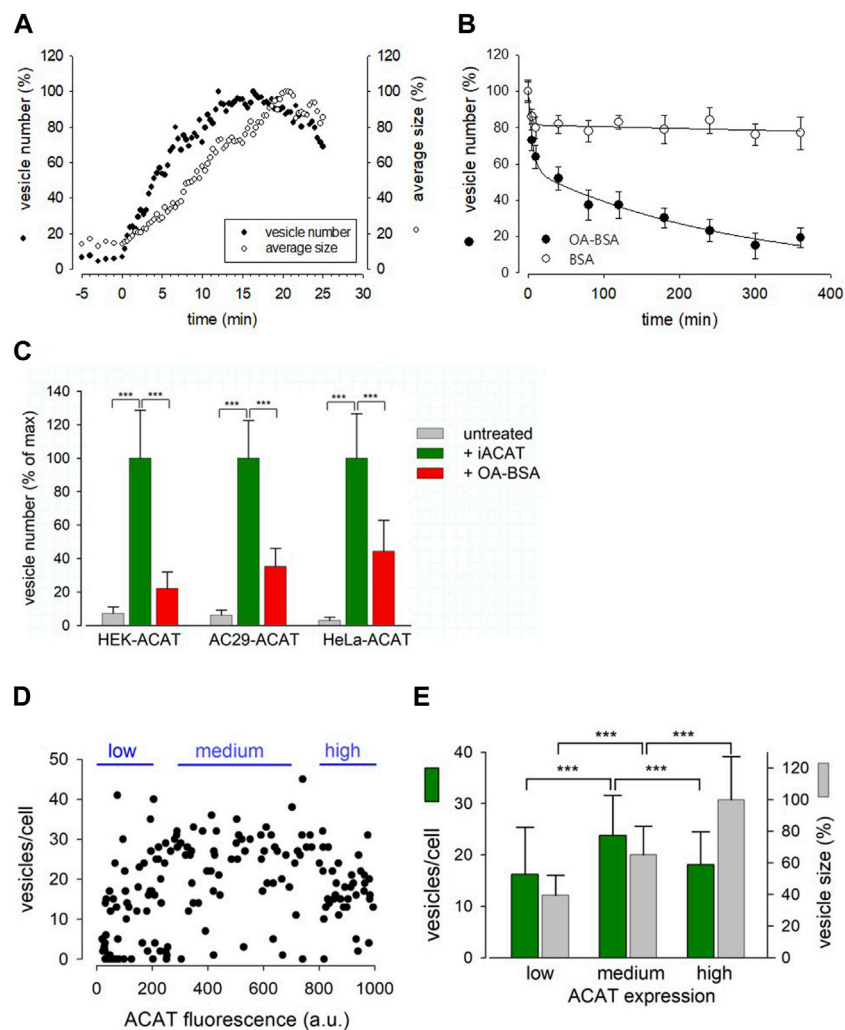 A
120
100
80
60
40
20
0
vesicle number (%)
120
100
80
60
40
20
0
average size (%)
vesicle number
average size
-5 0 5 10 15 20 25 30
time (min)
B
120
100
80
60
40
20
0
vesicle number (%)
OA-BSA
BSA
0 100 200 300 400
time (min)
C
140
120
100
80
60
40
20
0
vesicle number (% of max)
*** *** *** *** *** ***
untreated
+ iACAT
+ OA-BSA
HEK-ACAT AC29-ACAT HeLa-ACAT
D
low medium high
50
40
30
20
10
0
vesicles/cell
0 200 400 600 800 1000
ACAT fluorescence (a.u.)
E
*** ***
*** ***
40
30
20
10
0
vesicles/cell
120
100
80
60
40
20
0
vesicle size (%)
low medium high
ACAT expression